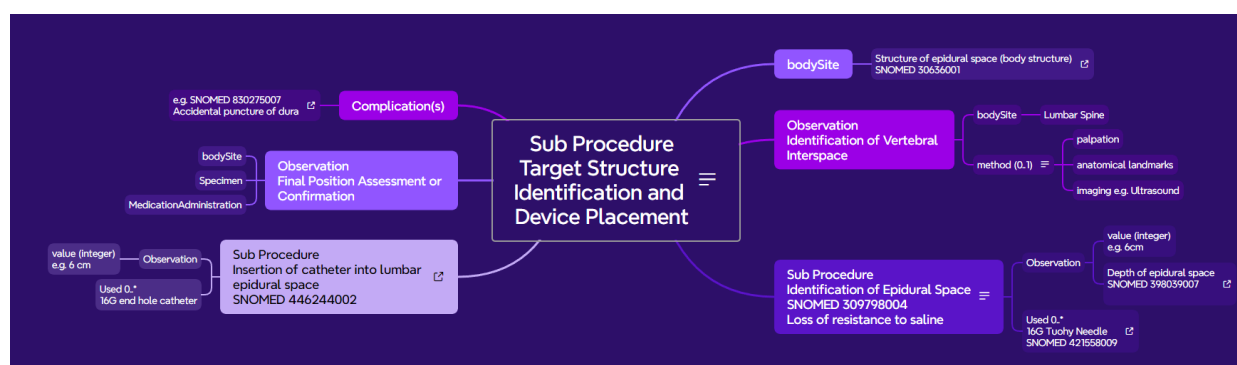 Sub Procedure
Target Structure
Identification and
Device Placement
bodySite
Structure of epidural space (body structure)
SNOMED 30636001
Observation
Identification of Vertebral
Interspace
bodySite
Lumbar Spine
method (0..1)
palpation
anatomical landmarks
imaging e.g. Ultrasound
Sub Procedure
Identification of Epidural Space
SNOMED 309798004
Loss of resistance to saline
Observation
value (integer)
e.g. 6cm
Depth of epidural space
SNOMED 398039007
Used 0..*
16G Tuohy Needle
SNOMED 421558009
Complication(s)
e.g. SNOMED 830275007
Accidental puncture of dura
Observation
Final Position Assessment or
Confirmation
bodySite
Specimen
MedicationAdministration
Sub Procedure
Insertion of catheter into lumbar
epidural space
SNOMED 446244002
Observation
value (integer)
e.g. 6 cm
Used 0..*
16G end hole catheter